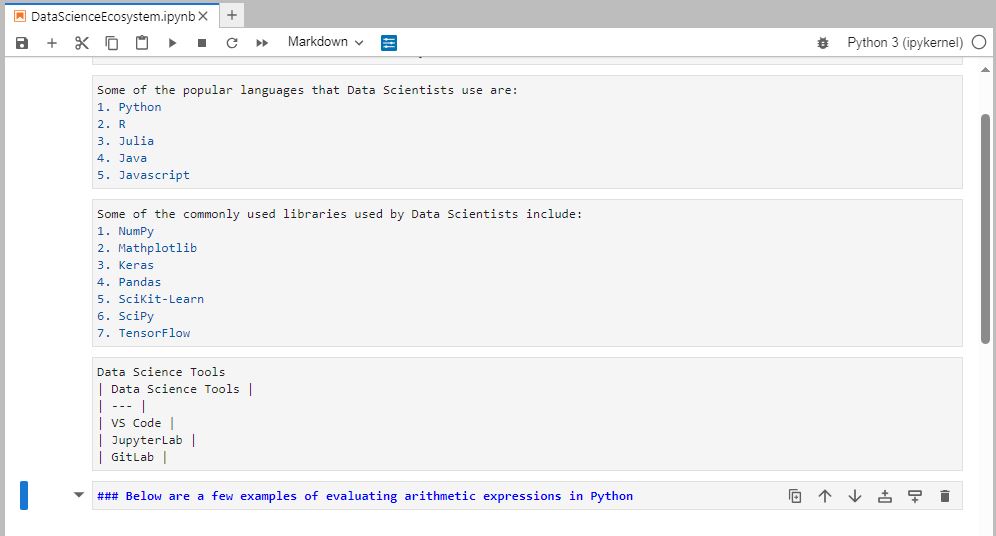 DataScienceEcosystem.ipynb
Markdown
Python 3 (ipykernel)
Some of the popular languages that Data Scientists use are:
1. Python
2. R
3. Julia
4. Java
5. Javascript
Some of the commonly used libraries used by Data Scientists include:
1. NumPy
2. Mathplotlib
3. Keras
4. Pandas
5. SciKit-Learn
6. SciPy
7. TensorFlow
Data Science Tools
| Data Science Tools |
| --- |
| VS Code |
| JupyterLab |
| GitLab |
### Below are a few examples of evaluating arithmetic expressions in Python